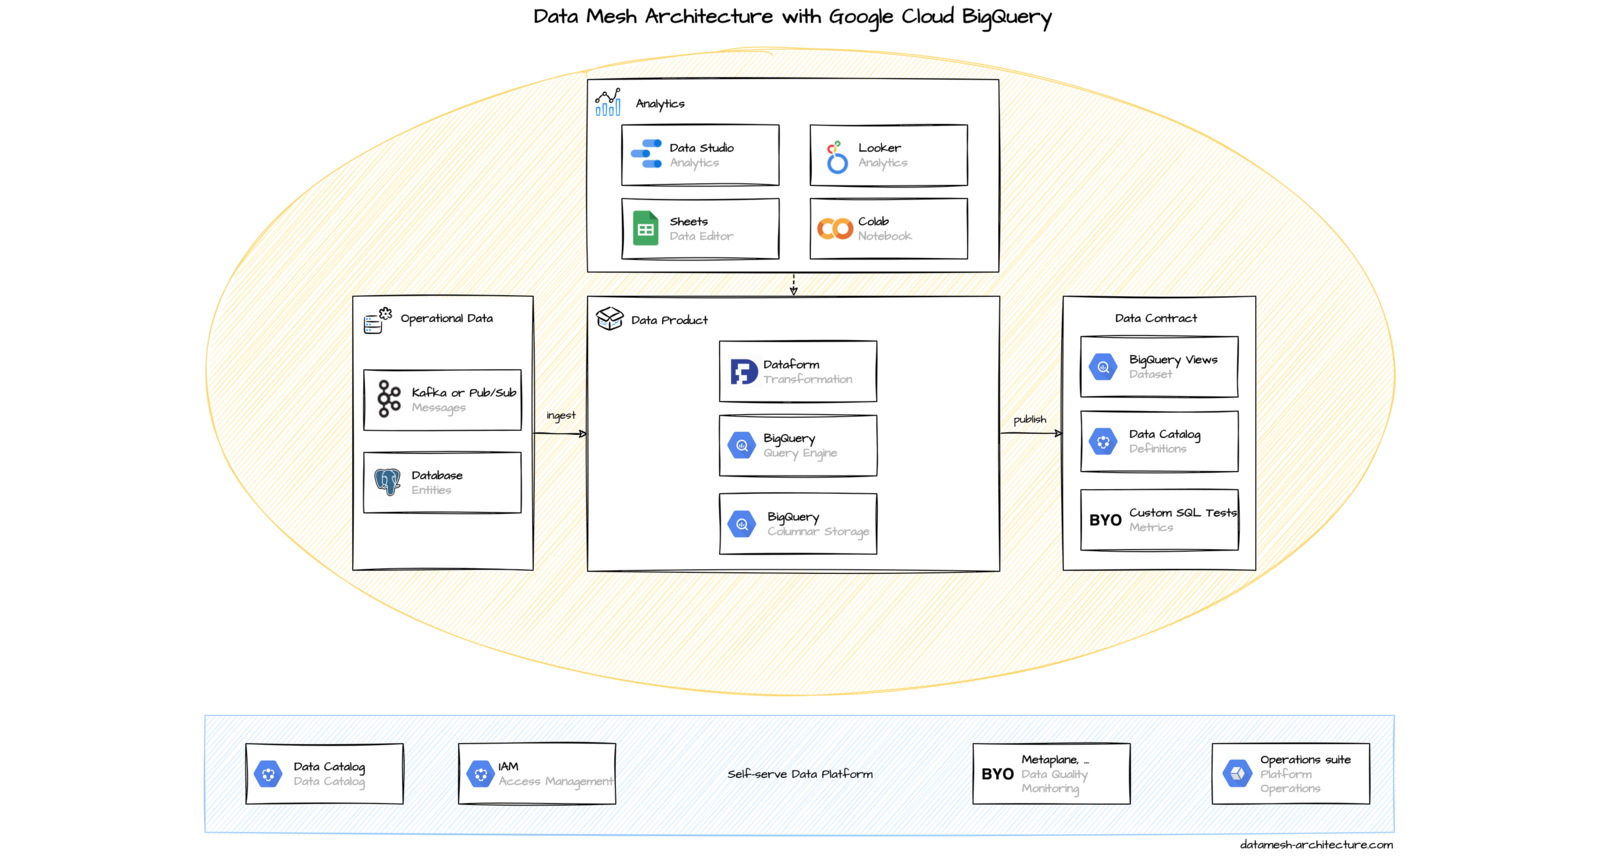 Data Mesh Architecture with Google Cloud BigQuery
Analytics
Data Studio
Analytics
Looker
Analytics
Sheets
Data Editor
Colab
Notebook
Operational Data
Kafka or Pub/Sub
Messages
Database
Entities
ingest
Data Product
Dataform
Transformation
BigQuery
Query Engine
BigQuery
Columnar Storage
publish
Data Contract
BigQuery Views
Dataset
Data Catalog
Definitions
BYO
Custom SQL Tests
Metrics
Data Catalog
Data Catalog
IAM
Access Management
Self-serve Data Platform
BYO
Metaplane, ...
Data Quality
Monitoring
Operations suite
Platform
Operations
datamesh-architecture.com